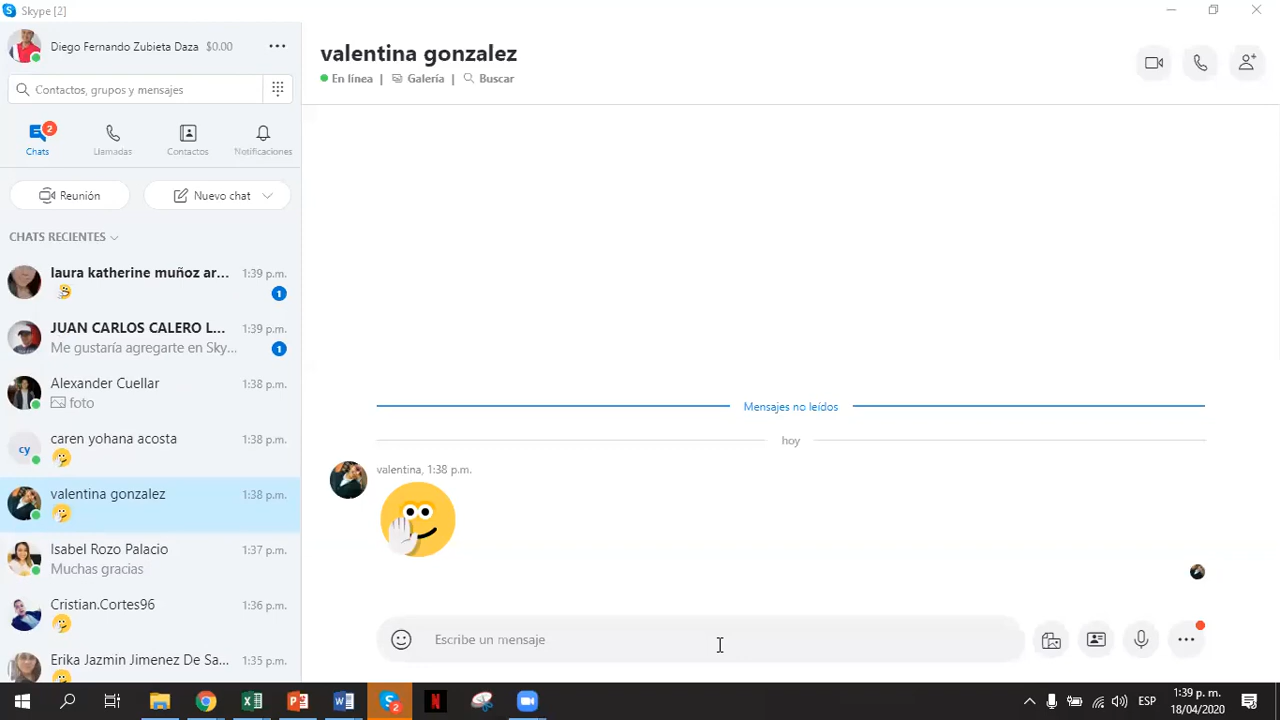 Skype [2]
Diego Fernando Zubieta Daza $0.00
Contactos, grupos y mensajes
2
Chats
Llamadas
Contactos
Notificaciones
Reunión
Nuevo chat
CHATS RECIENTES
laura katherine muñoz ar... 1:39 p.m.
1
JUAN CARLOS CALERO L... 1:39 p.m.
Me gustaría agregarte en Sky...
1
Alexander Cuellar 1:38 p.m.
foto
cy
caren yohana acosta 1:38 p.m.
valentina gonzalez 1:38 p.m.
Isabel Rozo Palacio 1:37 p.m.
Muchas gracias
Cristian.Cortes96 1:36 p.m.
Erika Jazmin Jimenez De Sa... 1:35 p.m.
valentina gonzalez
En línea | Galería | Buscar
Mensajes no leídos
hoy
valentina, 1:38 p.m.
Escribe un mensaje
2
ESP
1:39 p. m.
18/04/2020